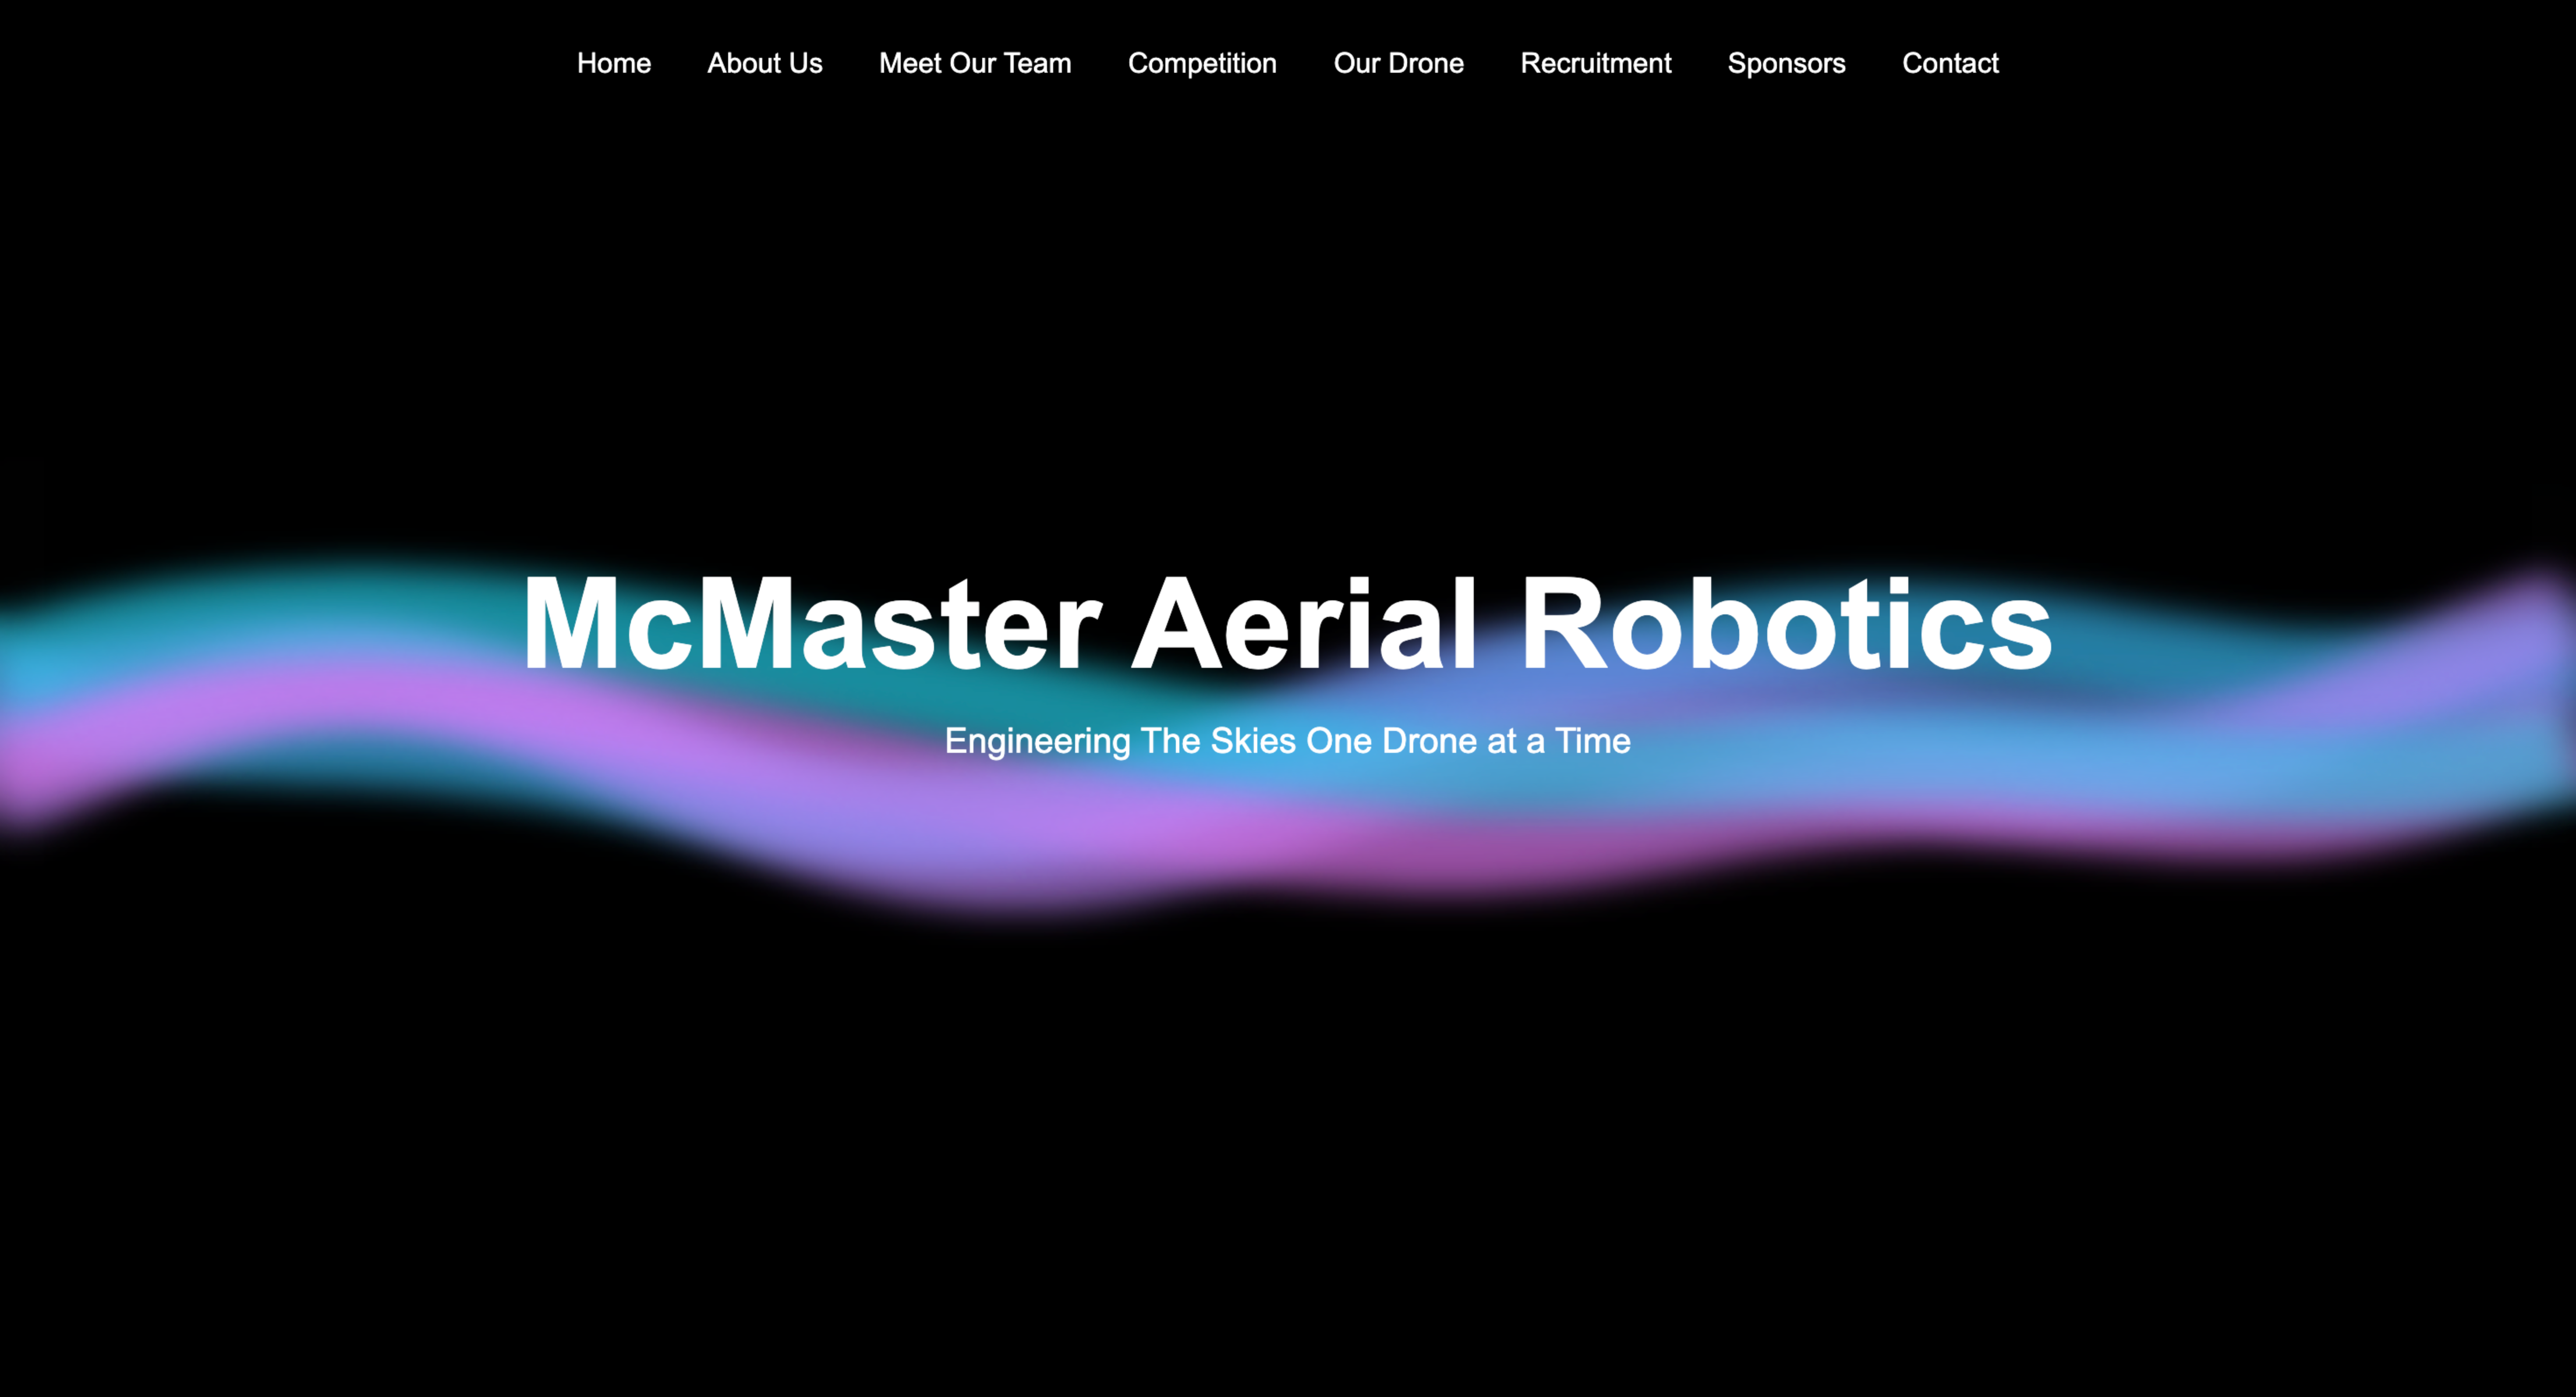 Home About Us Meet Our Team Competition Our Drone Recruitment Sponsors Contact
McMaster Aerial Robotics
Engineering The Skies One Drone at a Time